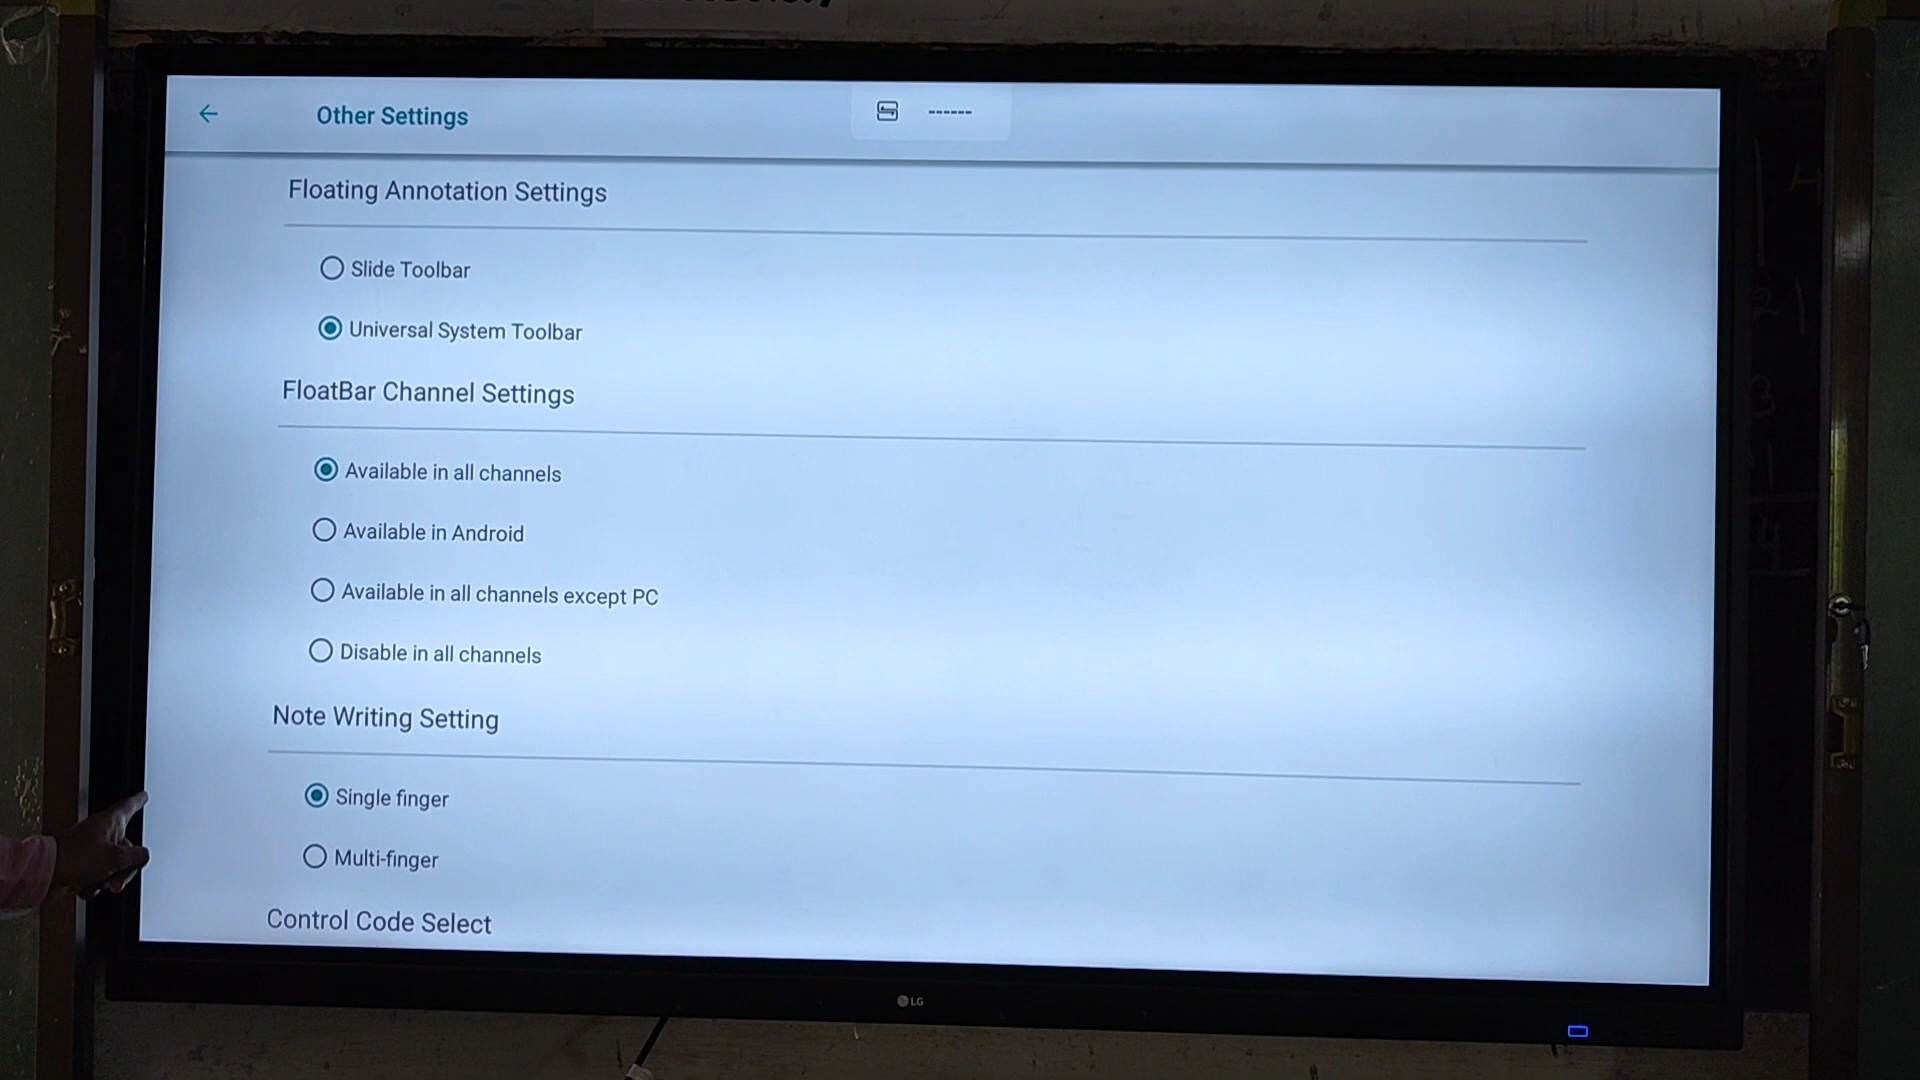 Other Settings
------
Floating Annotation Settings
Slide Toolbar
Universal System Toolbar
FloatBar Channel Settings
Available in all channels
Available in Android
Available in all channels except PC
Disable in all channels
Note Writing Setting
Single finger
Multi-finger
Control Code Select
LG